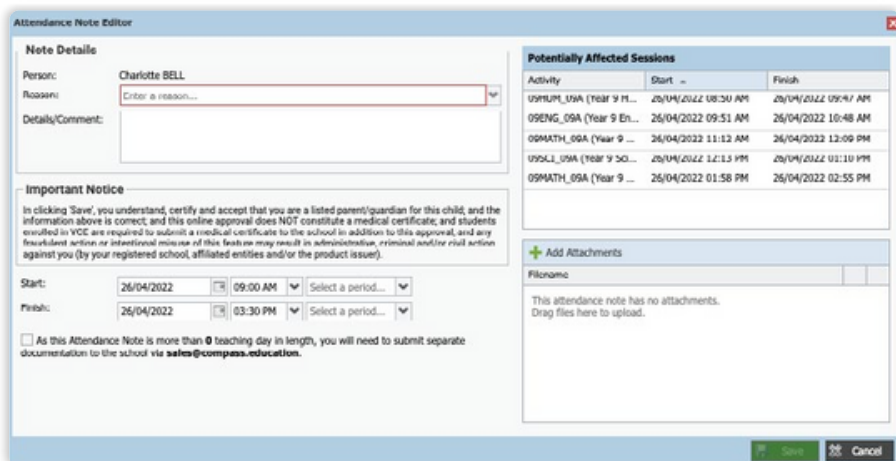 Attendance Note Editor
Note Details
Person: Charlotte BELL
Reason: Enter a reason...
Details/Comment:
Important Notice
In clicking 'Save', you understand, certify and accept that you are a listed parent/guardian for this child; and the
information above is correct; and this online approval does NOT constitute a medical certificate; and students
enrolled in VCE are required to submit a medical certificate to the school in addition to this approval, and any
fraudulent action or intentional misuse of this feature may result in administrative, criminal and/or civil action
against you (by your registered school, affiliated entities and/or the product issuer).
Start: 26/04/2022 09:00 AM Select a period...
Finish: 26/04/2022 03:30 PM Select a period...
As this Attendance Note is more than 0 teaching day in length, you will need to submit separate
documentation to the school via sales@compass.education.
Potentially Affected Sessions
Activity Start Finish
09HUM_09A (Year 9 H... 26/04/2022 08:50 AM 26/04/2022 09:47 AM
09ENG_09A (Year 9 En... 26/04/2022 09:51 AM 26/04/2022 10:48 AM
09MATH_09A (Year 9 ... 26/04/2022 11:12 AM 26/04/2022 12:09 PM
09SCI_09A (Year 9 Sc... 26/04/2022 12:13 PM 26/04/2022 01:10 PM
09MATH_09A (Year 9 ... 26/04/2022 01:58 PM 26/04/2022 02:55 PM
Add Attachments
Filename
This attendance note has no attachments.
Drag files here to upload.
Save Cancel